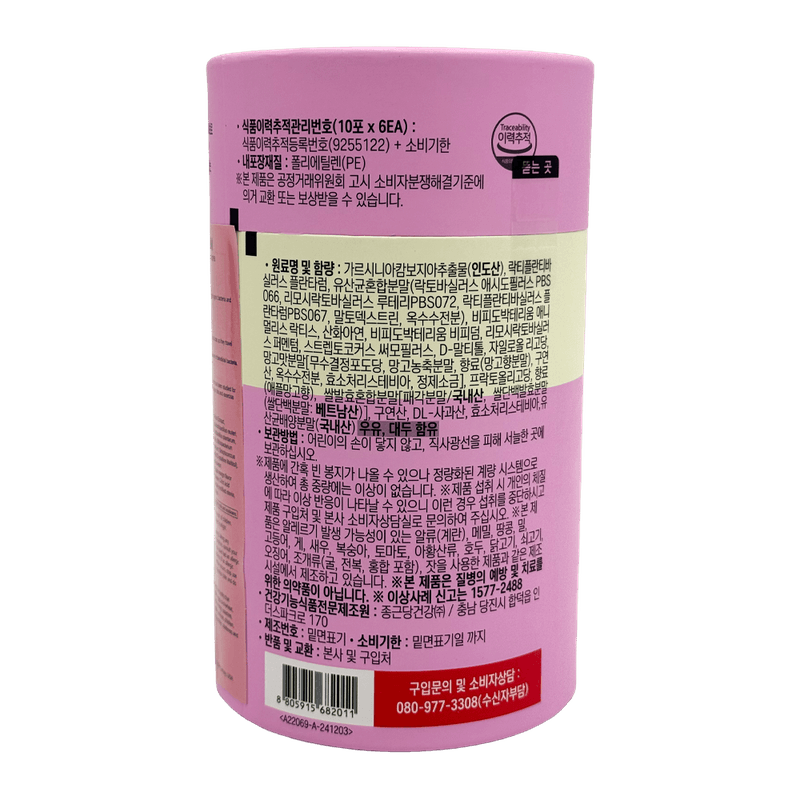 · 식품이력추적관리번호(10포 x 6EA) :
식품이력추적등록번호(9255122) + 소비기한
· 내포장재질 : 폴리에틸렌(PE)
※본 제품은 공정거래위원회 고시 소비자분쟁해결기준에
의거 교환 또는 보상받을 수 있습니다.
Traceability
이력추적
뜯는 곳
· 원료명 및 함량 : 가르시니아캄보지아추출물(인도산), 락티플란티바
실러스 플란타럼, 유산균혼합분말(락토바실러스 애시도필러스 PBS
066, 리모시락토바실러스 루테리PBS072, 락티플란티바실러스 플
란타럼PBS067, 말토덱스트린, 옥수수전분), 비피도박테리움 애니
멀리스 락티스, 산화아연, 비피도박테리움 비피덤, 리모시락토바실러
스 퍼멘텀, 스트렙토코커스 써모필러스, D-말티톨, 자일로올리고당,
망고맛분말[무수결정포도당, 망고농축분말, 향료(망고향분말), 구연
산, 옥수수전분, 효소처리스테비아, 정제소금], 프락토올리고당, 향료
(애플망고향), 쌀발효혼합분말[패각분말/국내산, 쌀단백발효분말
(쌀단백분말: 베트남산)], 구연산, DL-사과산, 효소처리스테비아, 유
산균배양분말(국내산) 우유, 대두 함유
· 보관방법 : 어린이의 손이 닿지 않고, 직사광선을 피해 서늘한 곳에
보관하십시오.
※제품에 간혹 빈 봉지가 나올 수 있으나 정량화된 계량 시스템으로
생산하여 총 중량에는 이상이 없습니다. ※제품 섭취 시 개인의 체질
에 따라 이상 반응이 나타날 수 있으니 이런 경우 섭취를 중단하시고
제품 구입처 및 본사 소비자상담실로 문의하여 주십시오. ※본 제
품은 알레르기 발생 가능성이 있는 알류(계란), 메밀, 땅콩, 밀,
고등어, 게, 새우, 복숭아, 토마토, 아황산류, 호두, 닭고기, 쇠고기,
오징어, 조개류(굴, 전복, 홍합 포함), 잣을 사용한 제품과 같은 제조
시설에서 제조하고 있습니다. ※본 제품은 질병의 예방 및 치료를
위한 의약품이 아닙니다. ※ 이상사례 신고는 1577-2488
· 건강기능식품전문제조원 : 종근당건강㈜ / 충남 당진시 합덕읍 인
더스파크로 170
· 제조번호 : 밑면표기 · 소비기한 : 밑면표기일 까지
· 반품 및 교환 : 본사 및 구입처
구입문의 및 소비자상담 :
080-977-3308(수신자부담)
8 805915 682011
<A22069-A-241203>